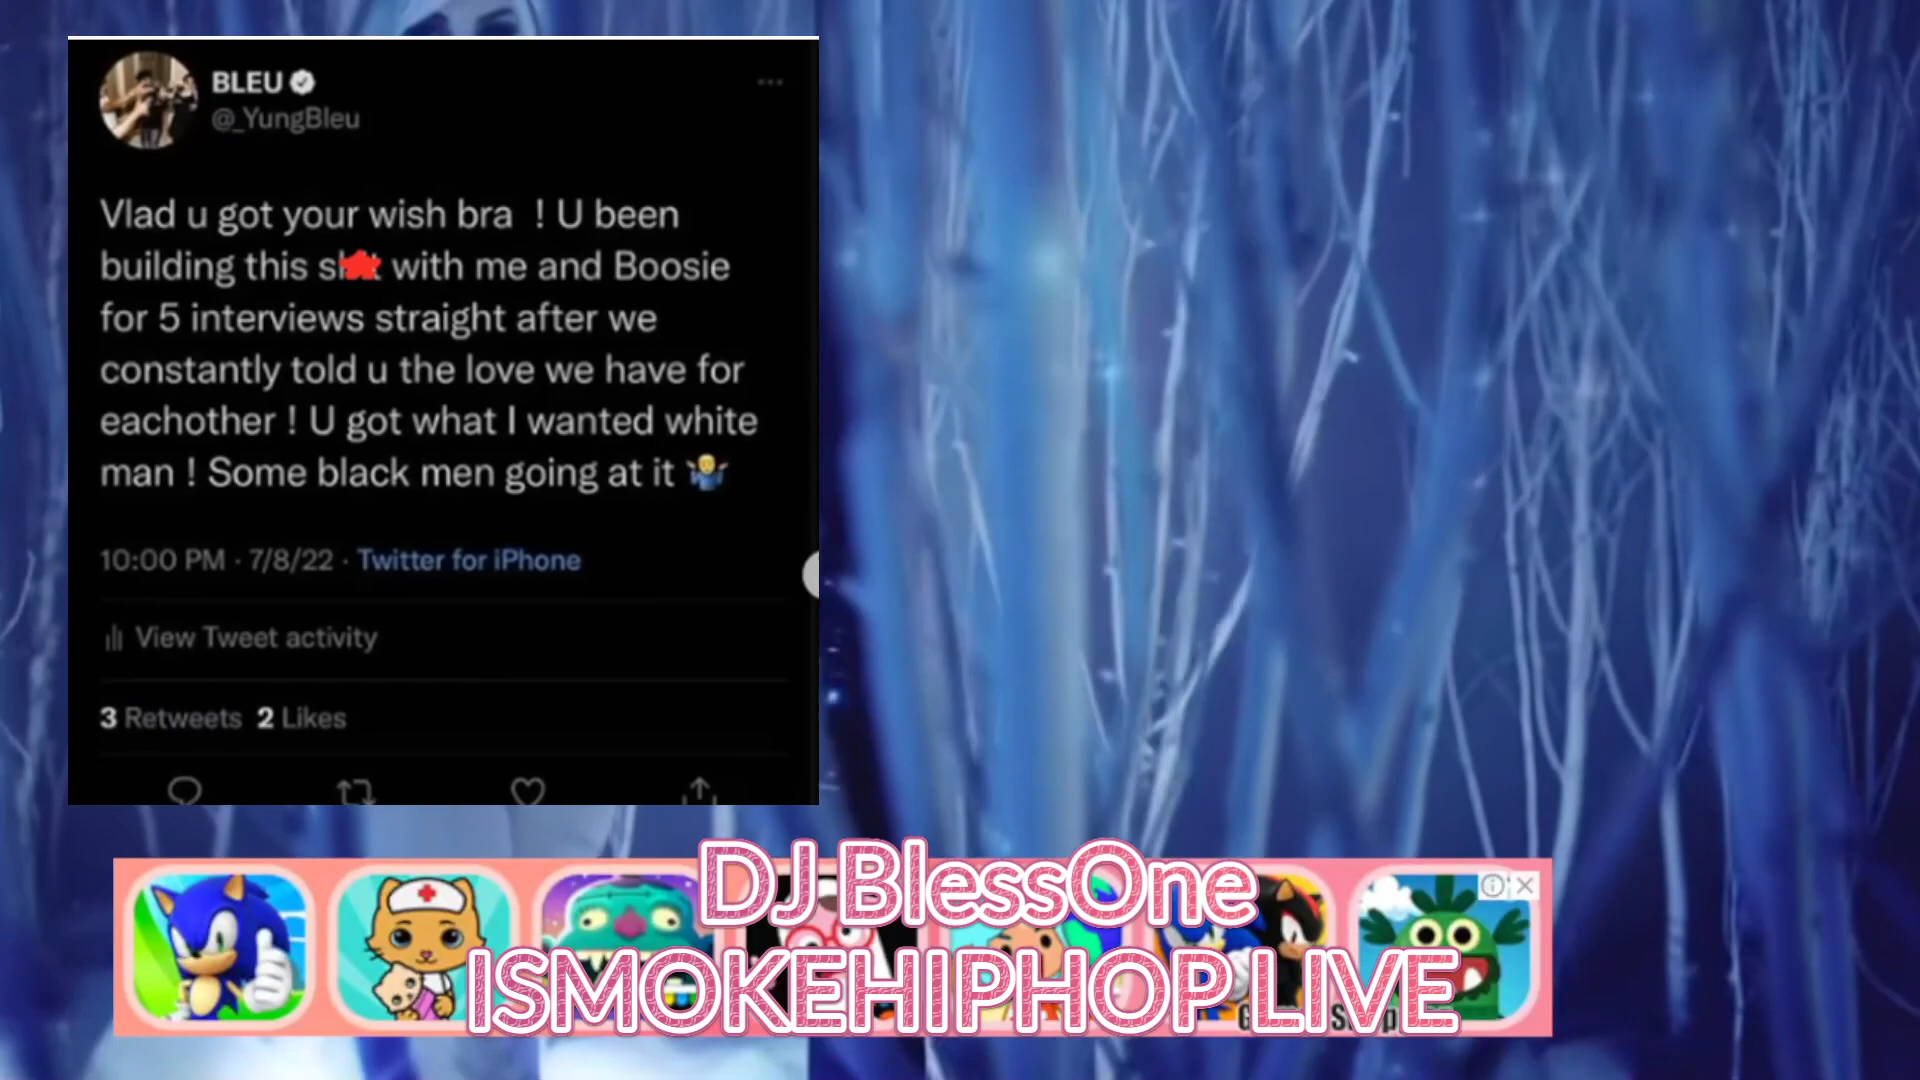 BLEU
@_YungBleu
Vlad u got your wish bra ! U been
building this with me and Boosie
for 5 interviews straight after we
constantly told u the love we have for
eachother ! U got what I wanted white
man ! Some black men going at it
10:00 PM · 7/8/22 · Twitter for iPhone
View Tweet activity
3 Retweets 2 Likes
DJ BlessOne
ISMOKEHIPHOP LIVE